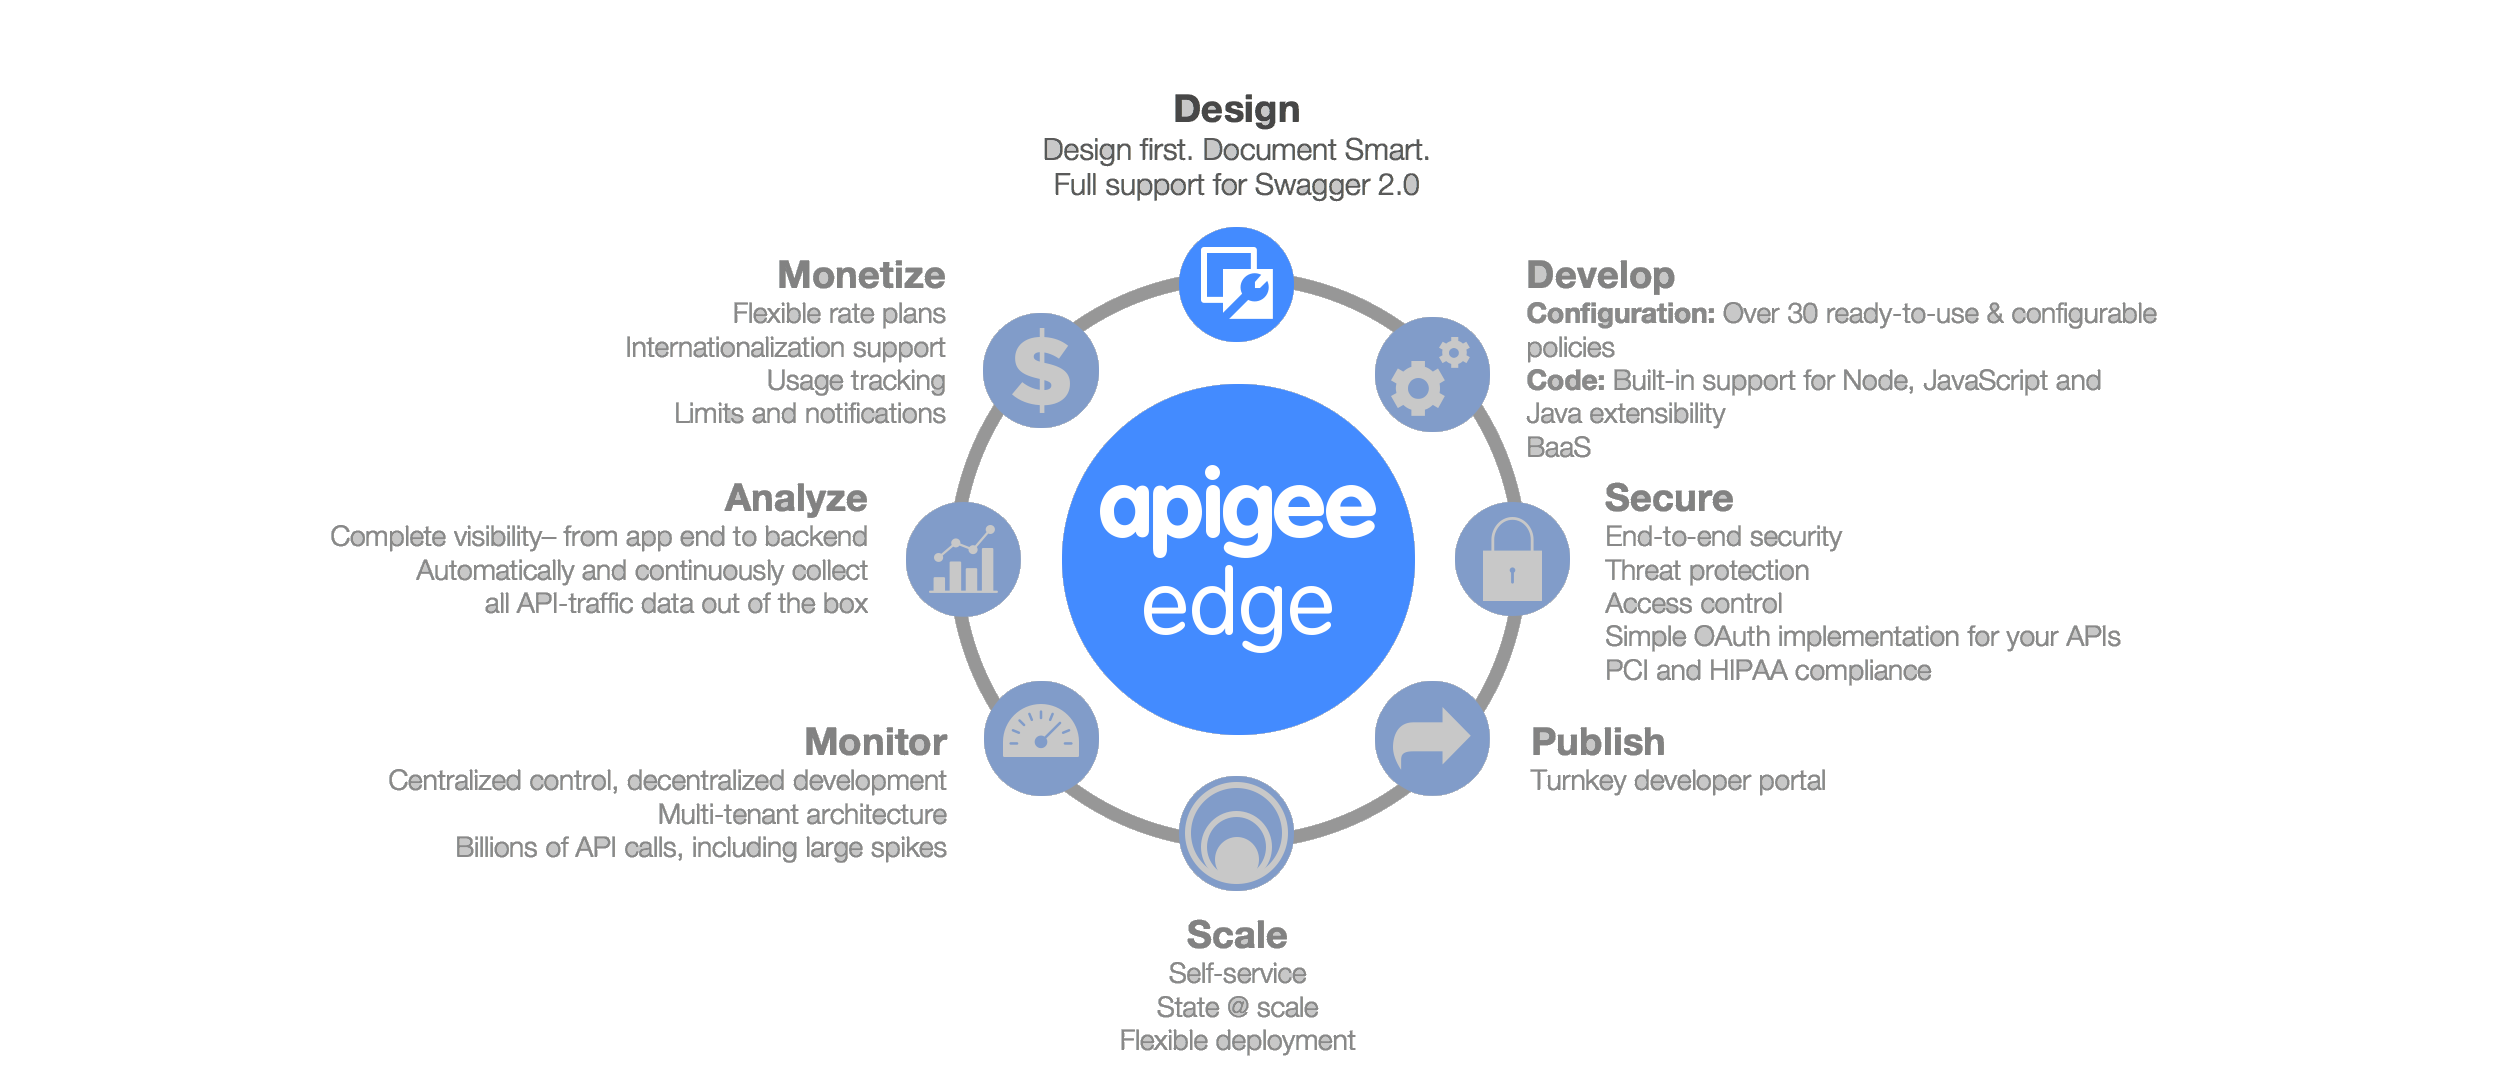 Design
Design first. Document Smart.
Full support for Swagger 2.0
Monetize
Flexible rate plans
Internationalization support
Usage tracking
Limits and notifications
Develop
Configuration: Over 30 ready-to-use & configurable
policies
Code: Built-in support for Node, JavaScript and
Java extensibility
BaaS
apigee
edge
Analyze
Complete visibility– from app end to backend
Automatically and continuously collect
all API-traffic data out of the box
Secure
End-to-end security
Threat protection
Access control
Simple OAuth implementation for your APIs
PCI and HIPAA compliance
Monitor
Centralized control, decentralized development
Multi-tenant architecture
Billions of API calls, including large spikes
Publish
Turnkey developer portal
Scale
Self-service
State @ scale
Flexible deployment